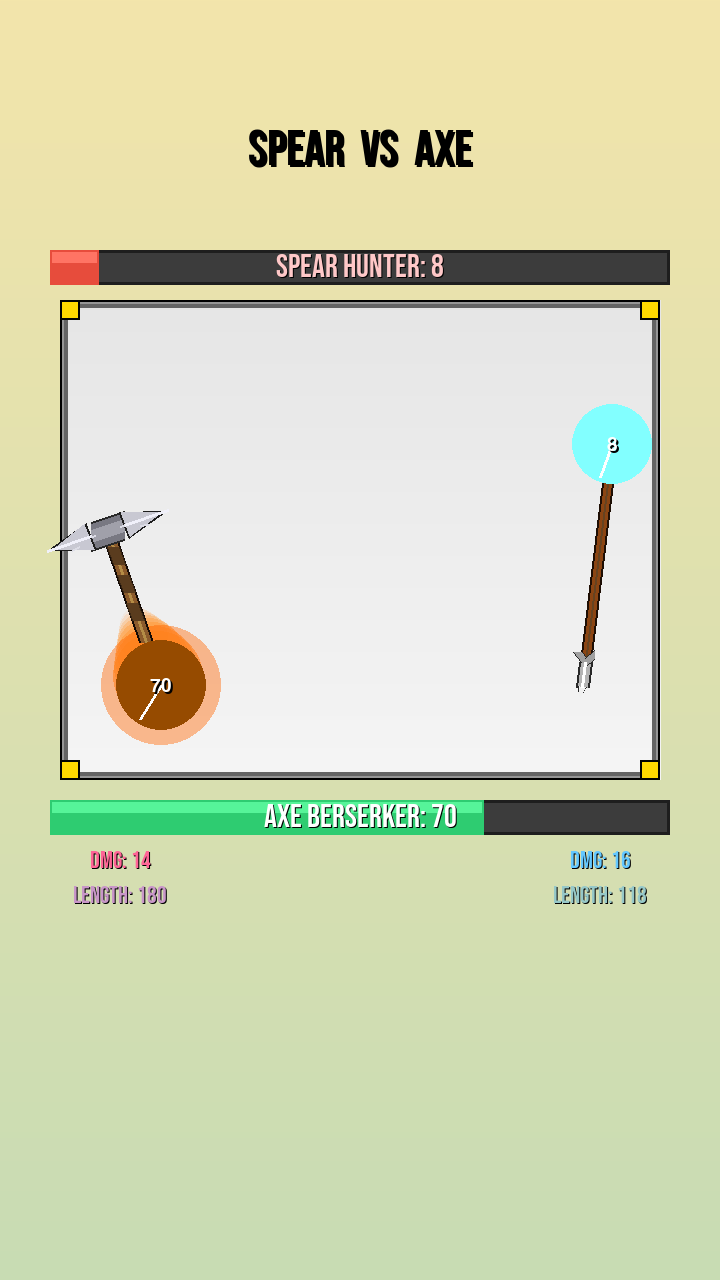 SPEAR VS AXE
SPEAR HUNTER: 8
8
70
AXE BERSERKER: 70
DMG: 14
DMG: 16
LENGTH: 180
LENGTH: 118